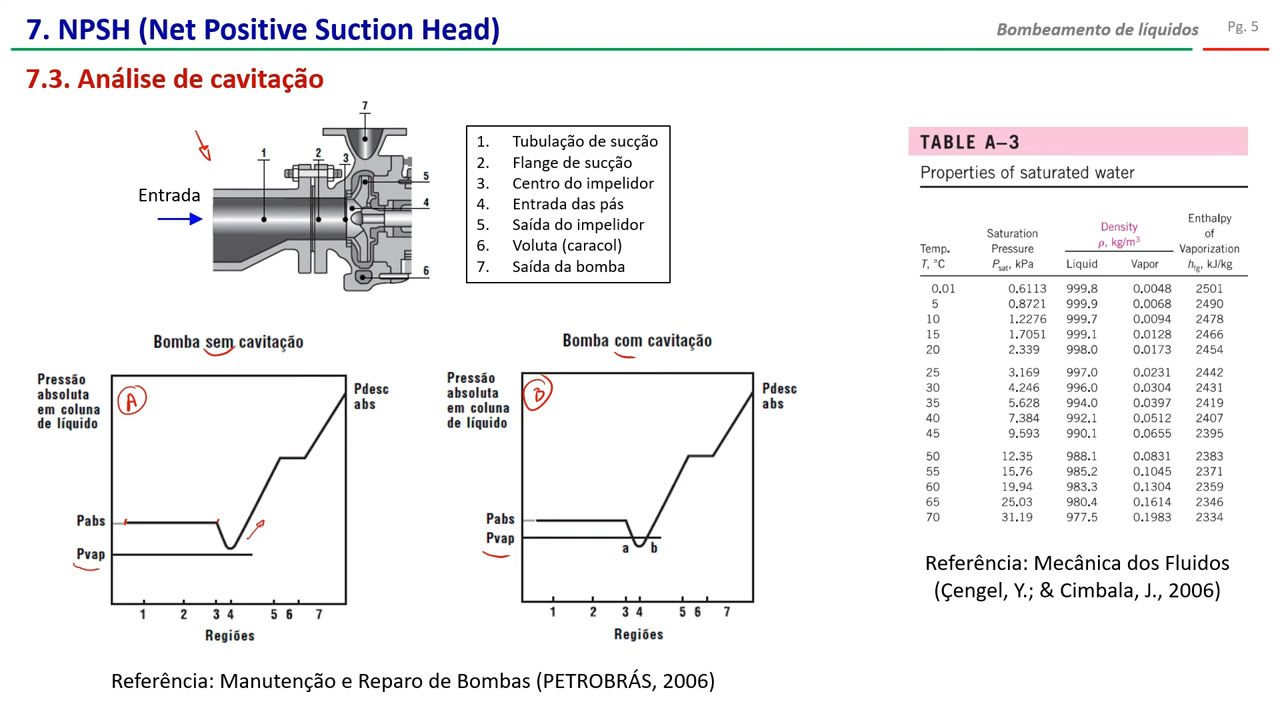 7. NPSH (Net Positive Suction Head)
Bombeamento de líquidos
Pg. 5
7.3. Análise de cavitação
Entrada
1
2
3
7
5
4
6
1. Tubulação de sucção
2. Flange de sucção
3. Centro do impelidor
4. Entrada das pás
5. Saída do impelidor
6. Voluta (caracol)
7. Saída da bomba
Bomba sem cavitação
Pressão
absoluta
em coluna
de líquido
A
Pdesc
abs
Pabs
Pvap
1 2 3 4 5 6 7
Regiões
Bomba com cavitação
Pressão
absoluta
em coluna
de líquido
B
Pdesc
abs
Pabs
Pvap
a b
1 2 3 4 5 6 7
Regiões
Referência: Manutenção e Reparo de Bombas (PETROBRÁS, 2006)
TABLE A–3
Properties of saturated water
Temp.
T, °C
Saturation
Pressure
Psat, kPa
Density
ρ, kg/m³
Liquid Vapor
Enthalpy
of
Vaporization
hfg, kJ/kg
0.01 0.6113 999.8 0.0048 2501
5 0.8721 999.9 0.0068 2490
10 1.2276 999.7 0.0094 2478
15 1.7051 999.1 0.0128 2466
20 2.339 998.0 0.0173 2454
25 3.169 997.0 0.0231 2442
30 4.246 996.0 0.0304 2431
35 5.628 994.0 0.0397 2419
40 7.384 992.1 0.0512 2407
45 9.593 990.1 0.0655 2395
50 12.35 988.1 0.0831 2383
55 15.76 985.2 0.1045 2371
60 19.94 983.3 0.1304 2359
65 25.03 980.4 0.1614 2346
70 31.19 977.5 0.1983 2334
Referência: Mecânica dos Fluidos
(Çengel, Y.; & Cimbala, J., 2006)